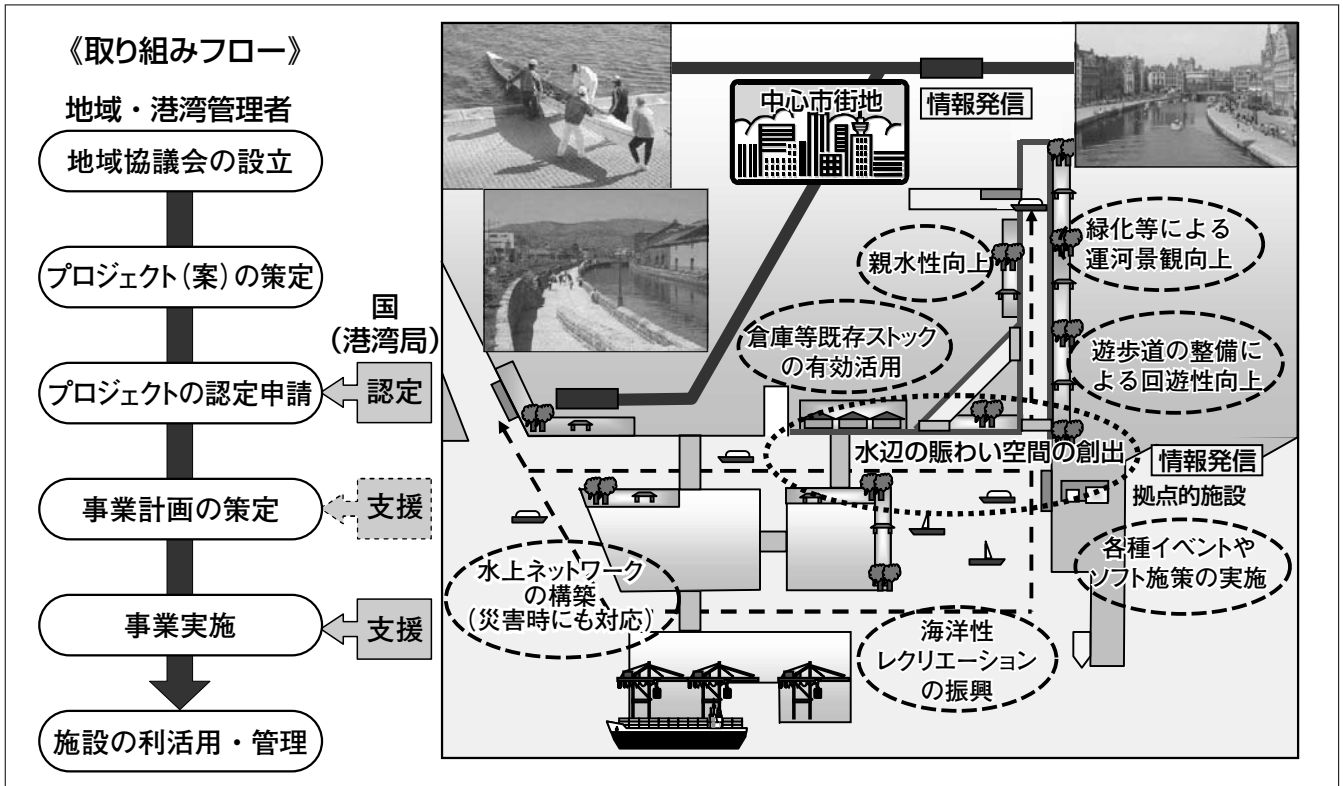 《取り組みフロー》
地域・港湾管理者
地域協議会の設立
プロジェクト(案)の策定
国
(港湾局)
プロジェクトの認定申請
認定
事業計画の策定
支援
事業実施
支援
施設の利活用・管理
中心市街地
情報発信
親水性向上
緑化等による
運河景観向上
倉庫等既存ストック
の有効活用
遊歩道の整備に
よる回遊性向上
水辺の賑わい空間の創出
情報発信
拠点的施設
各種イベントや
ソフト施策の実施
水上ネットワーク
の構築
(災害時にも対応)
海洋性
レクリエーション
の振興